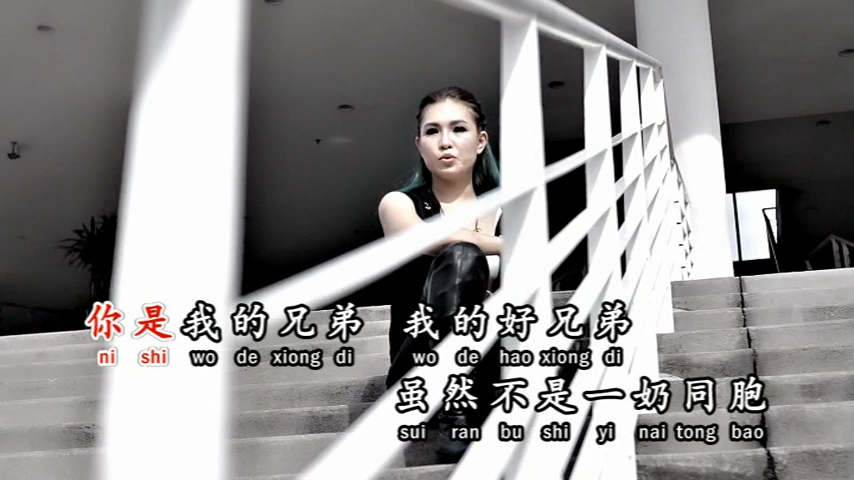 你是我的兄弟 我的好兄弟
ni shi wo de xiong di wo de hao xiong di
虽然不是一奶同胞
sui ran bu shi yi nai tong bao